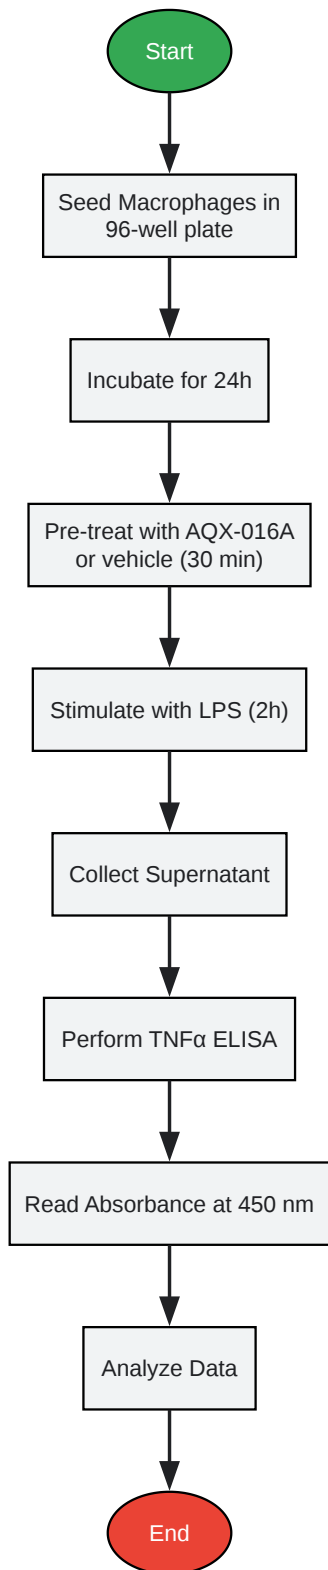 Start
Seed Macrophages in
96-well plate
Incubate for 24h
Pre-treat with AQX-016A
or vehicle (30 min)
Stimulate with LPS (2h)
Collect Supernatant
Perform TNFα ELISA
Read Absorbance at 450 nm
Analyze Data
End